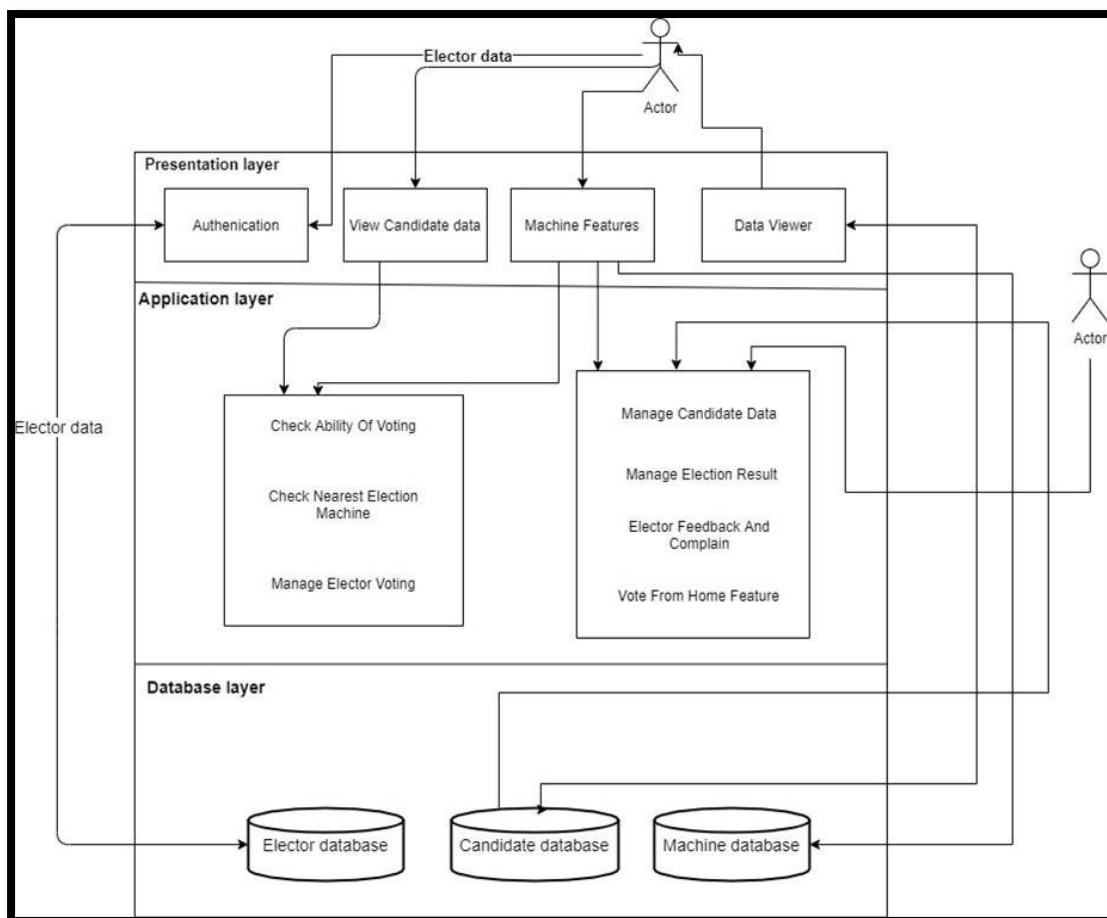 Elector data
Actor
Presentation layer
Authenication
View Candidate data
Machine Features
Data Viewer
Application layer
Actor
Check Ability Of Voting
Check Nearest Election
Machine
Manage Elector Voting
Manage Candidate Data
Manage Election Result
Elector Feedback And
Complain
Vote From Home Feature
Elector data
Database layer
Elector database
Candidate database
Machine database